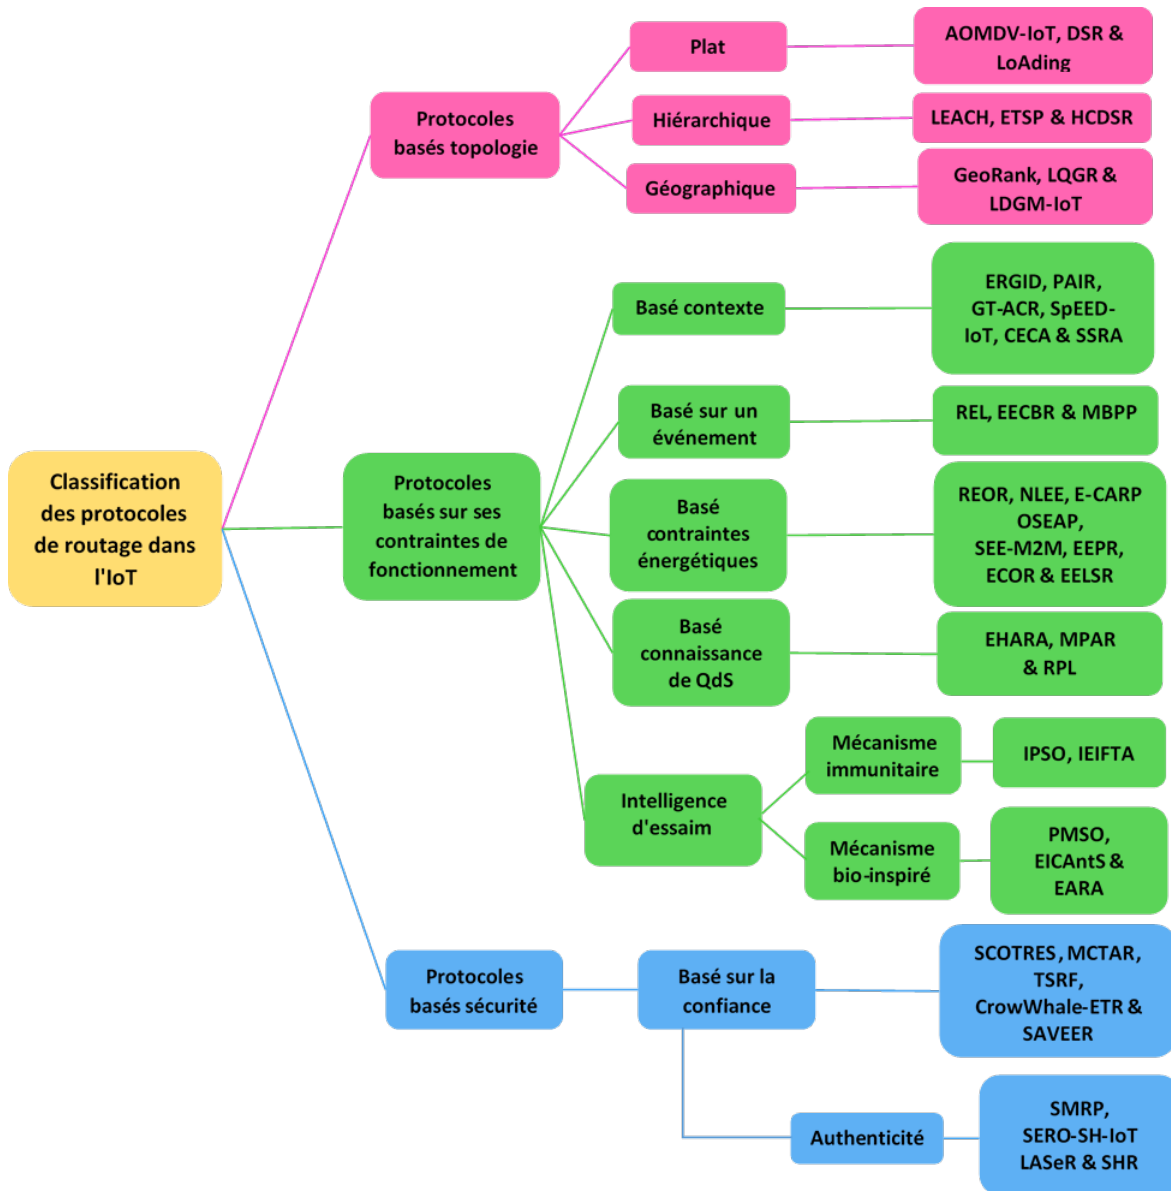 Classification
des protocoles
de routage dans
l'IoT
Protocoles
basés topologie
Plat
AOMDV-IoT, DSR &
LoAding
Hiérarchique
LEACH, ETSP & HCDSR
Géographique
GeoRank, LQGR &
LDGM-IoT
Protocoles
basés sur ses
contraintes de
fonctionnement
Basé contexte
ERGID, PAIR,
GT-ACR, SpEED-
IoT, CECA & SSRA
Basé sur un
événement
REL, EECBR & MBPP
Basé
contraintes
énergétiques
REOR, NLEE, E-CARP
OSEAP,
SEE-M2M, EEPR,
ECOR & EELSR
Basé
connaissance
de QdS
EHARA, MPAR
& RPL
Intelligence
d'essaim
Mécanisme
immunitaire
IPSO, IEIFTA
Mécanisme
bio-inspiré
PMSO,
EICAntS &
EARA
Protocoles
basés sécurité
Basé sur la
confiance
SCOTRES, MCTAR,
TSRF,
CrowWhale-ETR &
SAVEER
Authenticité
SMRP,
SERO-SH-IoT
LASeR & SHR